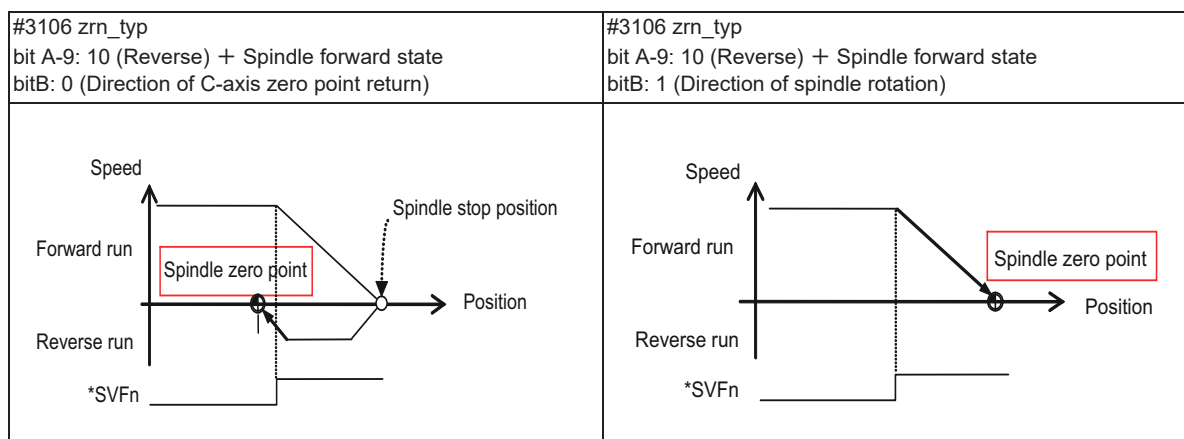 #3106 zrn_typ
bit A-9: 10 (Reverse) + Spindle forward state
bitB: 0 (Direction of C-axis zero point return)
#3106 zrn_typ
bit A-9: 10 (Reverse) + Spindle forward state
bitB: 1 (Direction of spindle rotation)
Speed
Spindle stop position
Forward run
Spindle zero point
Position
Reverse run
*SVFn
Speed
Forward run
Spindle zero point
Position
Reverse run
*SVFn